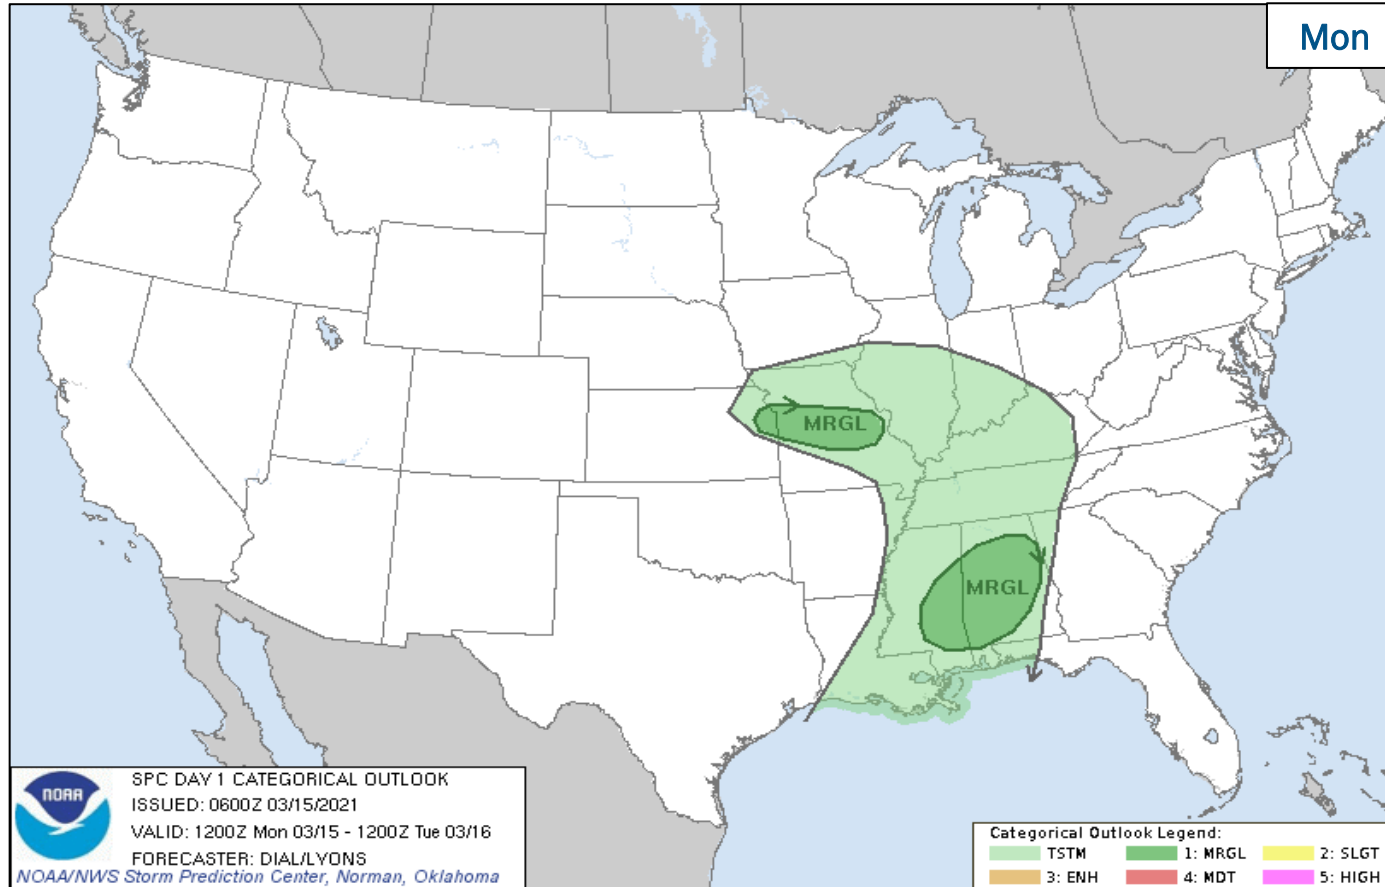 Mon
MRGL
MRGL
NOAA
SPC DAY 1 CATEGORICAL OUTLOOK
ISSUED: 0600Z 03/15/2021
VALID: 1200Z Mon 03/15 - 1200Z Tue 03/16
FORECASTER: DIAL/LYONS
NOAA/NWS Storm Prediction Center, Norman, Oklahoma
Categorical Outlook Legend:
TSTM 1: MRGL 2: SLGT
3: ENH 4: MDT 5: HIGH